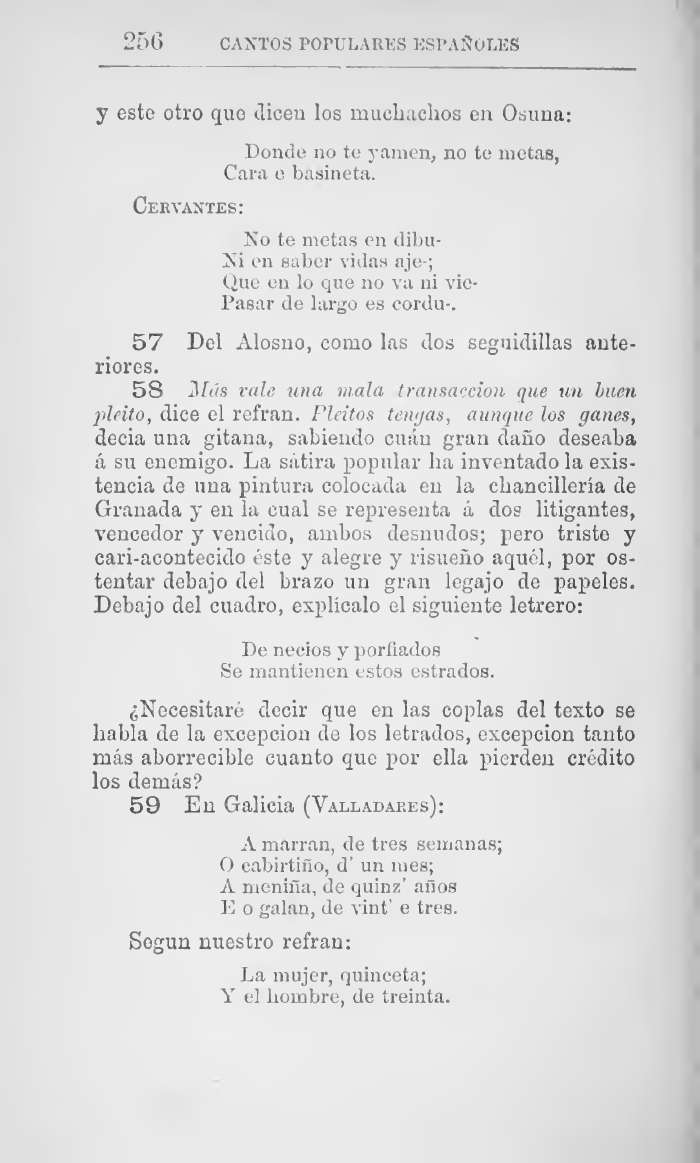 256 CANTOS POPULARES ESPAÑOLES
y este otro que dicen los muchachos en Osuna:
Donde no te yamen, no te metas,
Cara e basineta.
CERVANTES:
No te metas en dibu-
Ni en saber vidas aje-;
Que en lo que no va ni vie-
Pasar de largo es cordu-.
57 Del Alosno, como las dos seguidillas ante-
riores.
58 Más vale una mala transaccion que un buen
pleito, dice el refran. Pleitos tengas, aunque los ganes,
decia una gitana, sabiendo cuán gran daño deseaba
á su enemigo. La sátira popular ha inventado la exis-
tencia de una pintura colocada en la chancillería de
Granada y en la cual se representa á dos litigantes,
vencedor y vencido, ambos desnudos; pero triste y
cari-acontecido éste y alegre y risueño aquél, por os-
tentar debajo del brazo un gran legajo de papeles.
Debajo del cuadro, explícalo el siguiente letrero:
De necios y porfiados
Se mantienen estos estrados.
¿Necesitaré decir que en las coplas del texto se
habla de la excepcion de los letrados, excepcion tanto
más aborrecible cuanto que por ella pierden crédito
los demás?
59 En Galicia (VALLADARES):
A marran, de tres semanas;
O cabirtiño, d' un mes;
A meniña, de quinz' años
E o galan, de vint' e tres.
Segun nuestro refran:
La mujer, quinceta;
Y el hombre, de treinta.